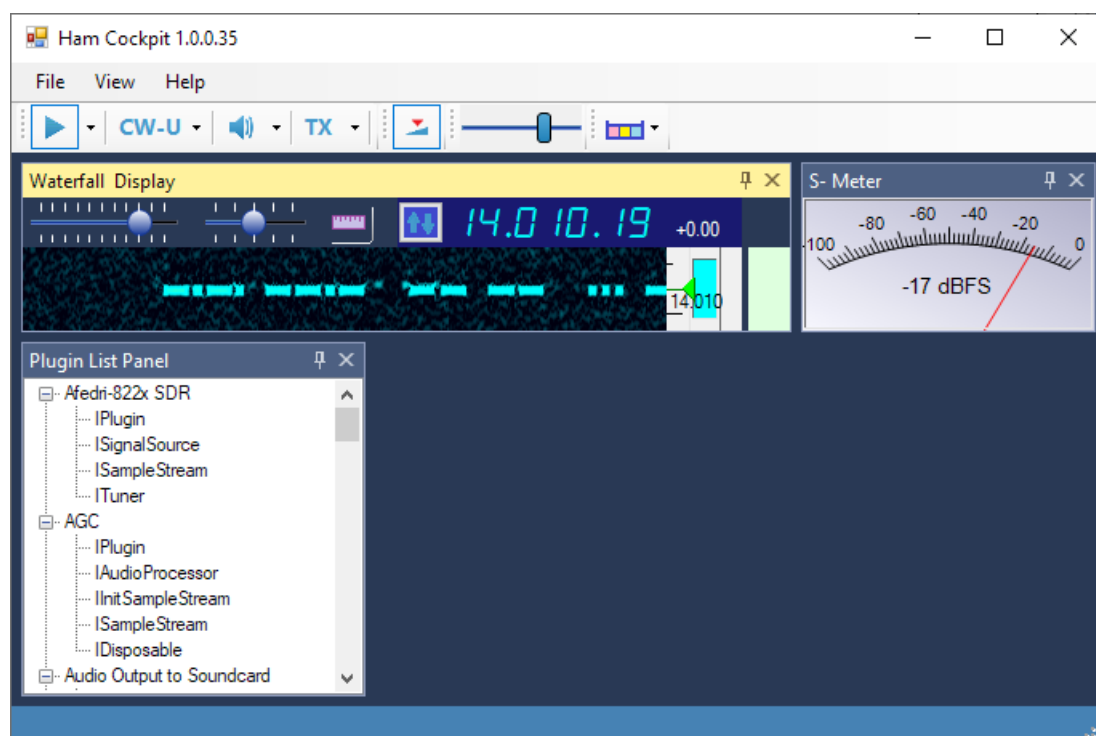 Ham Cockpit 1.0.0.35
File View Help
CW-U TX
Waterfall Display
14.010.19 +0.00
14.010
S- Meter
-100 -80 -60 -40 -20 0
-17 dBFS
Plugin List Panel
Afedri-822x SDR
IPlugin
ISignalSource
ISampleStream
ITuner
AGC
IPlugin
IAudioProcessor
IInitSampleStream
ISampleStream
IDisposable
Audio Output to Soundcard